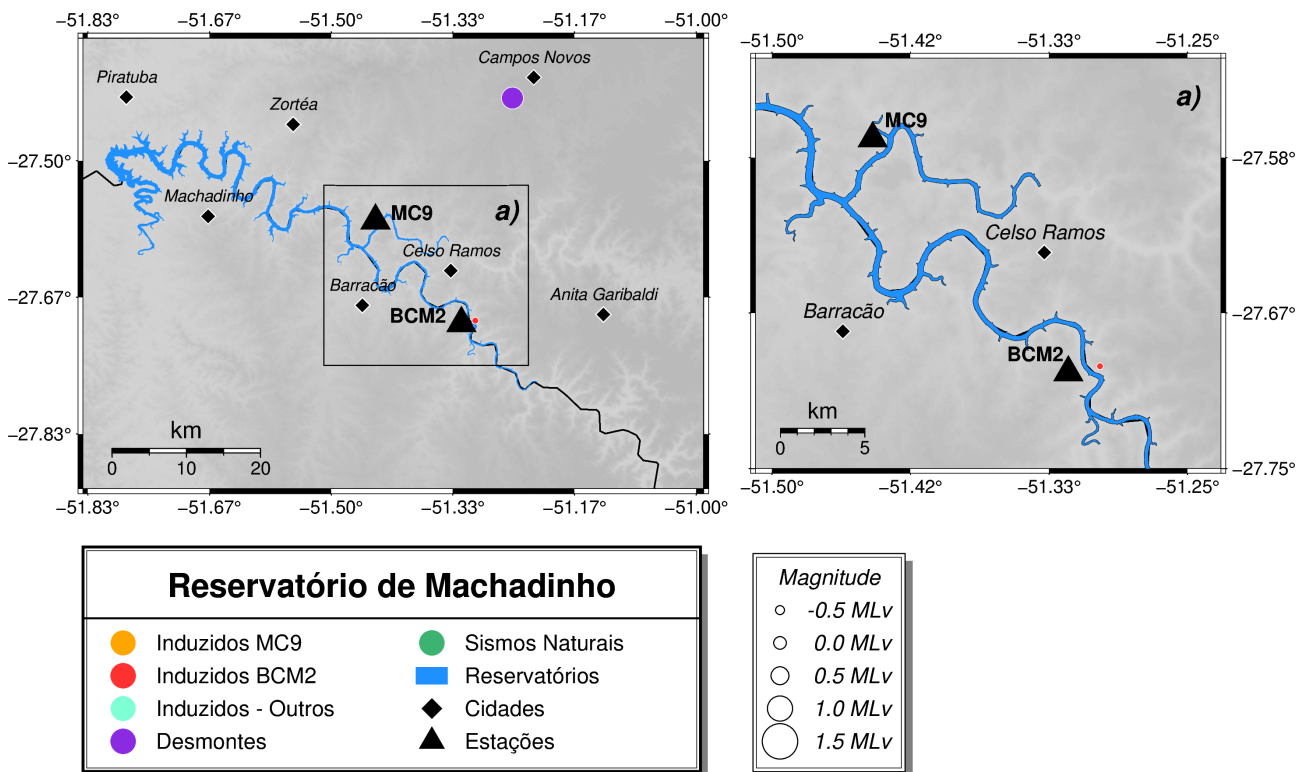 −51.83° −51.67° −51.50° −51.33° −51.17° −51.00°
Campos Novos
Piratuba
Zortéa
−27.50°
Machadinho
a)
MC9
Celso Ramos
Barracão
−27.67°
Anita Garibaldi
BCM2
−27.83°
km
0 10 20
−51.83° −51.67° −51.50° −51.33° −51.17° −51.00°
−51.50° −51.42° −51.33° −51.25°
a)
MC9
−27.58°
Celso Ramos
Barracão
−27.67°
BCM2
km
0 5
−27.75°
−51.50° −51.42° −51.33° −51.25°
Reservatório de Machadinho
Induzidos MC9
Induzidos BCM2
Induzidos - Outros
Desmontes
Sismos Naturais
Reservatórios
Cidades
Estações
Magnitude
-0.5 MLv
0.0 MLv
0.5 MLv
1.0 MLv
1.5 MLv